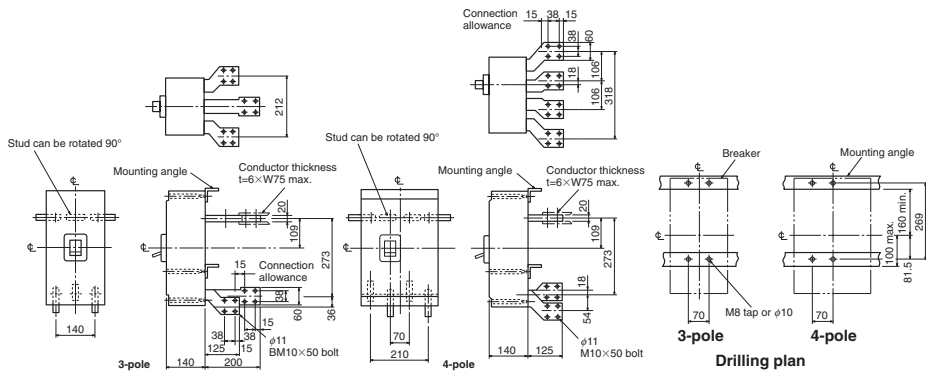 Connection
allowance
15 38 15
38
60
18
106
106
318
212
Stud can be rotated 90°
Mounting angle
Conductor thickness
t=6×W75 max.
20
109
273
Connection
allowance
15
38
60
36
15
38 38
125 15
φ11
BM10×50 bolt
140 200
140
3-pole
Stud can be rotated 90°
Mounting angle
Conductor thickness
t=6×W75 max.
20
109
273
18
54
φ11
M10×50 bolt
140 125
70
210
4-pole
Breaker
Mounting angle
160 min.
269
100 max.
81.5
M8 tap or φ10
70
70
3-pole
4-pole
Drilling plan